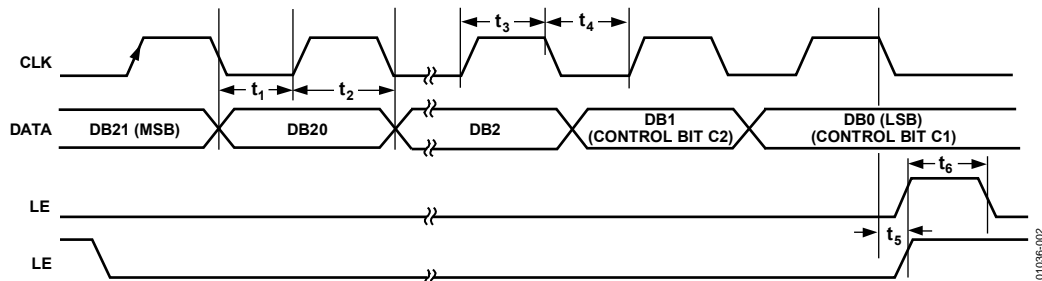 t3
t4
CLK
t1
t2
DATA
DB21 (MSB)
DB20
DB2
DB1
(CONTROL BIT C2)
DB0 (LSB)
(CONTROL BIT C1)
t6
LE
t5
LE
01036-002